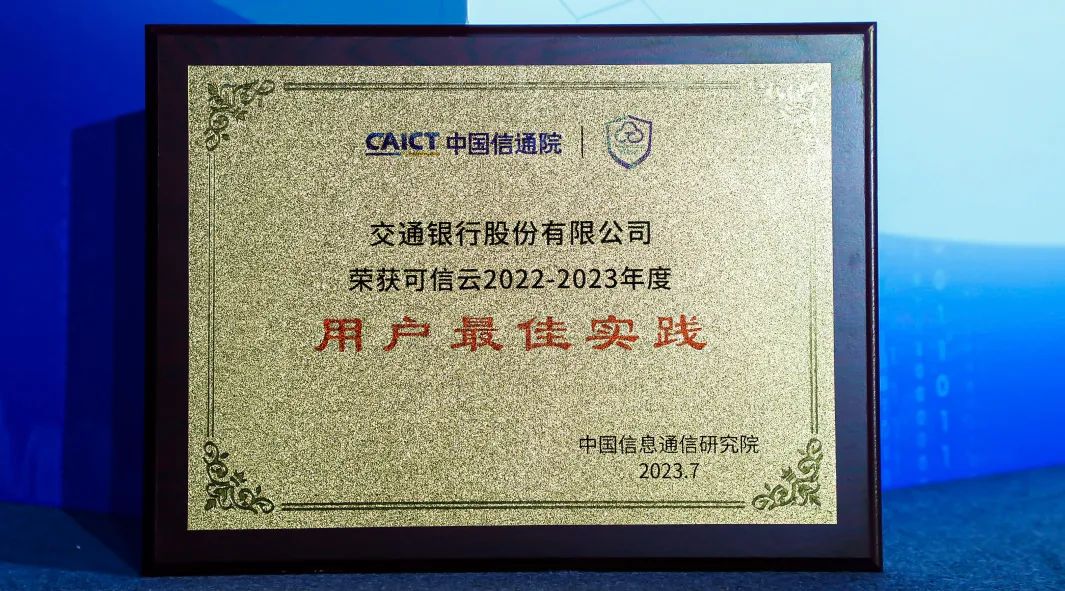 CAICT 中国信通院
交通银行股份有限公司
荣获可信云2022-2023年度
用户最佳实践
中国信息通信研究院
2023.7